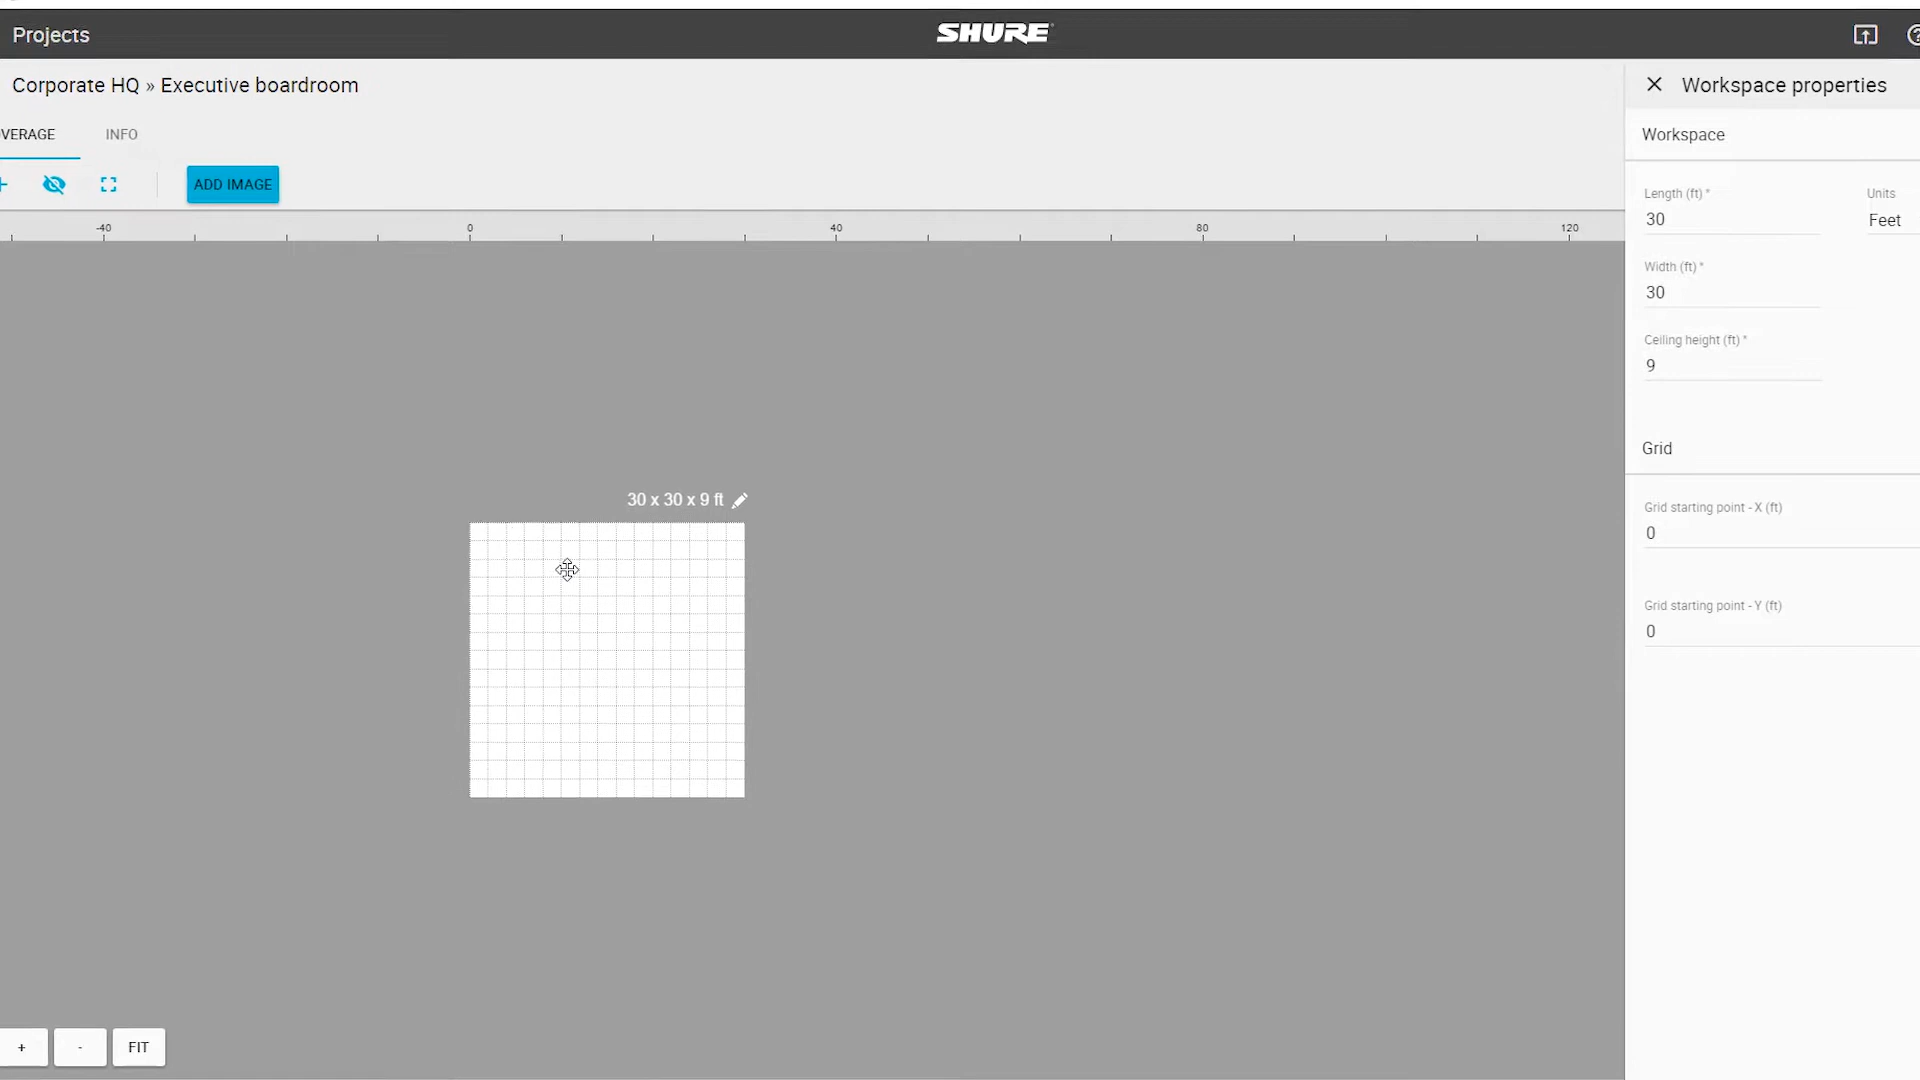 Projects
SHURE
Corporate HQ » Executive boardroom
Workspace properties
VERAGE
INFO
Workspace
ADD IMAGE
Length (ft) *
Units
30
Feet
-40
0
40
80
120
Width (ft) *
30
Ceiling height (ft) *
9
Grid
30 x 30 x 9 ft
Grid starting point - X (ft)
0
Grid starting point - Y (ft)
0
+
-
FIT